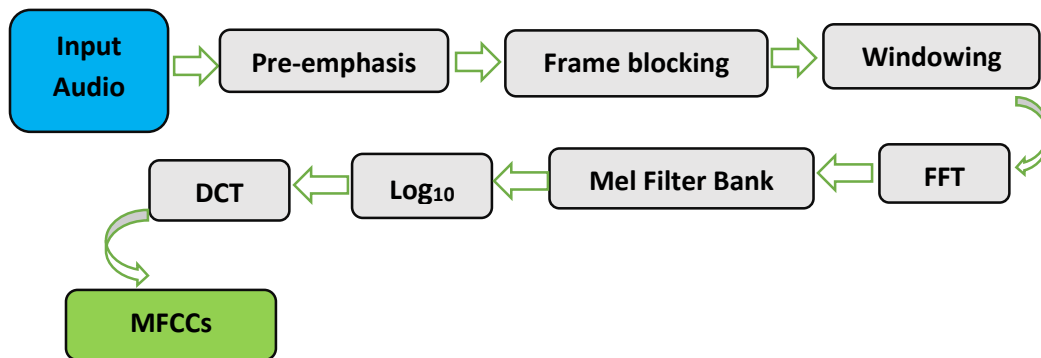 Input
Audio
Pre-emphasis
Frame blocking
Windowing
FFT
Mel Filter Bank
Log₁₀
DCT
MFCCs